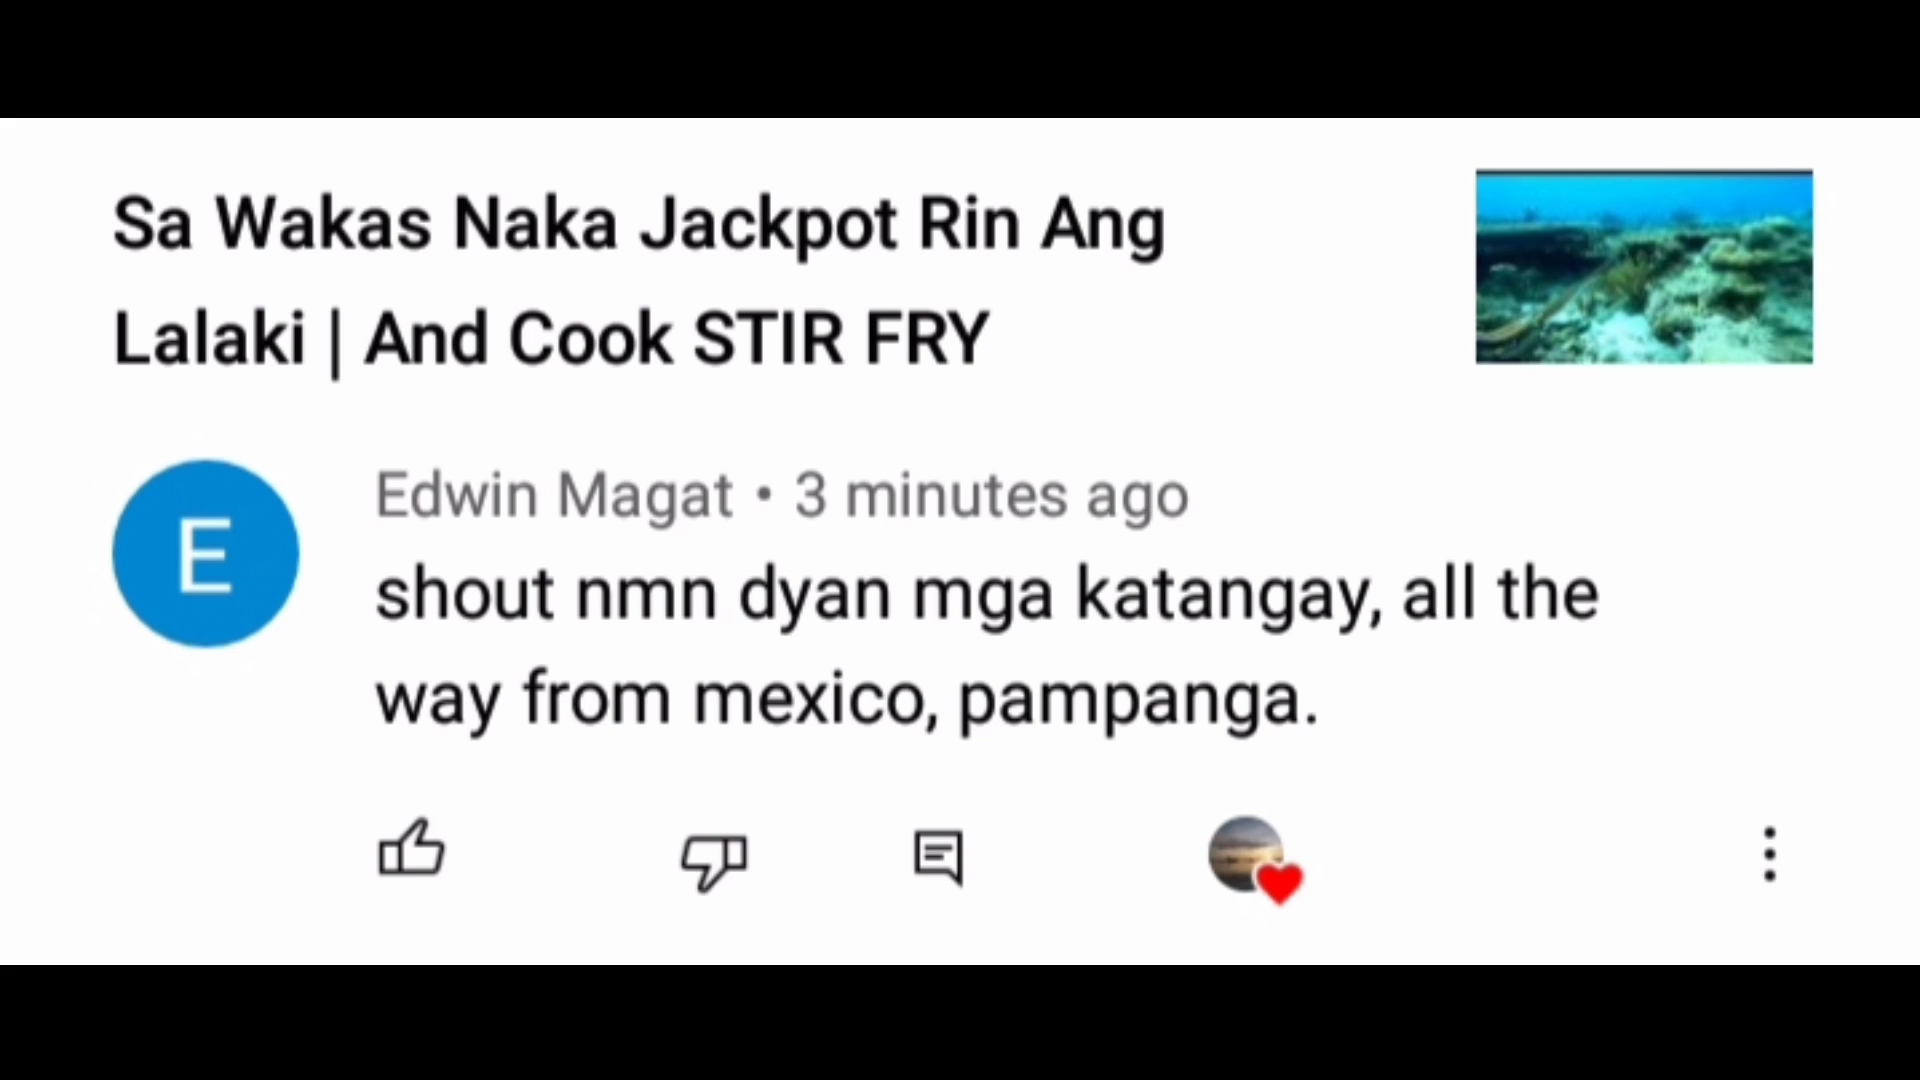 Sa Wakas Naka Jackpot Rin Ang
Lalaki | And Cook STIR FRY
E
Edwin Magat • 3 minutes ago
shout nmn dyan mga katangay, all the
way from mexico, pampanga.